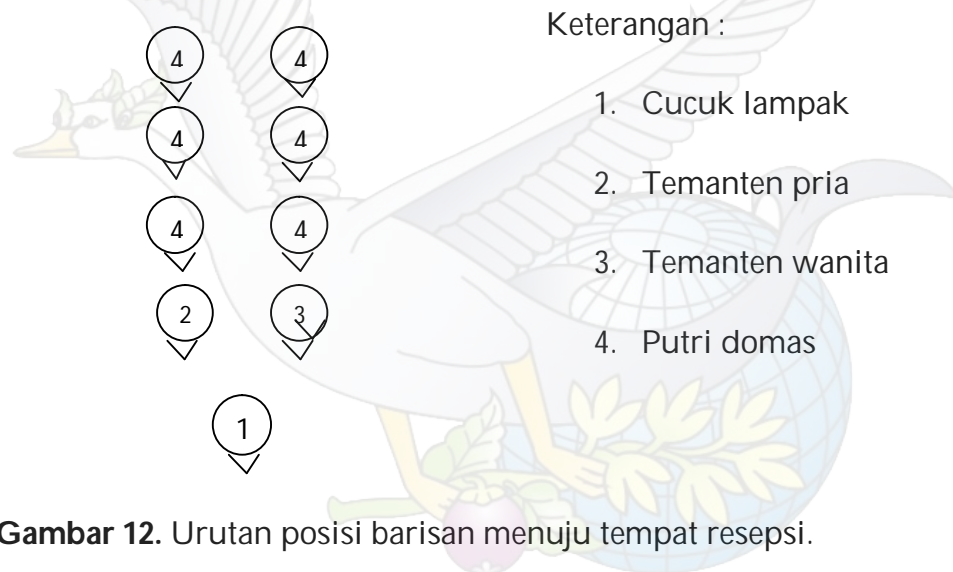 Keterangan :
4 4
1. Cucuk lampak
4 4
2. Temanten pria
4 4
3. Temanten wanita
2 3
4. Putri domas
1
Gambar 12. Urutan posisi barisan menuju tempat resepsi.